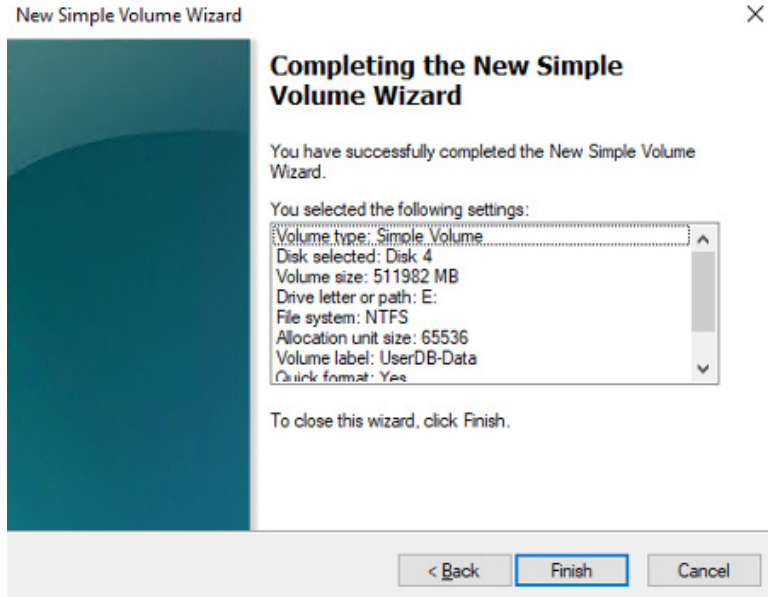 New Simple Volume Wizard
Completing the New Simple
Volume Wizard
You have successfully completed the New Simple Volume
Wizard.
You selected the following settings:
Volume type: Simple Volume
Disk selected: Disk 4
Volume size: 511982 MB
Drive letter or path: E:
File system: NTFS
Allocation unit size: 65536
Volume label: UserDB-Data
Quick format: Yes
To close this wizard, click Finish.
< Back
Finish
Cancel